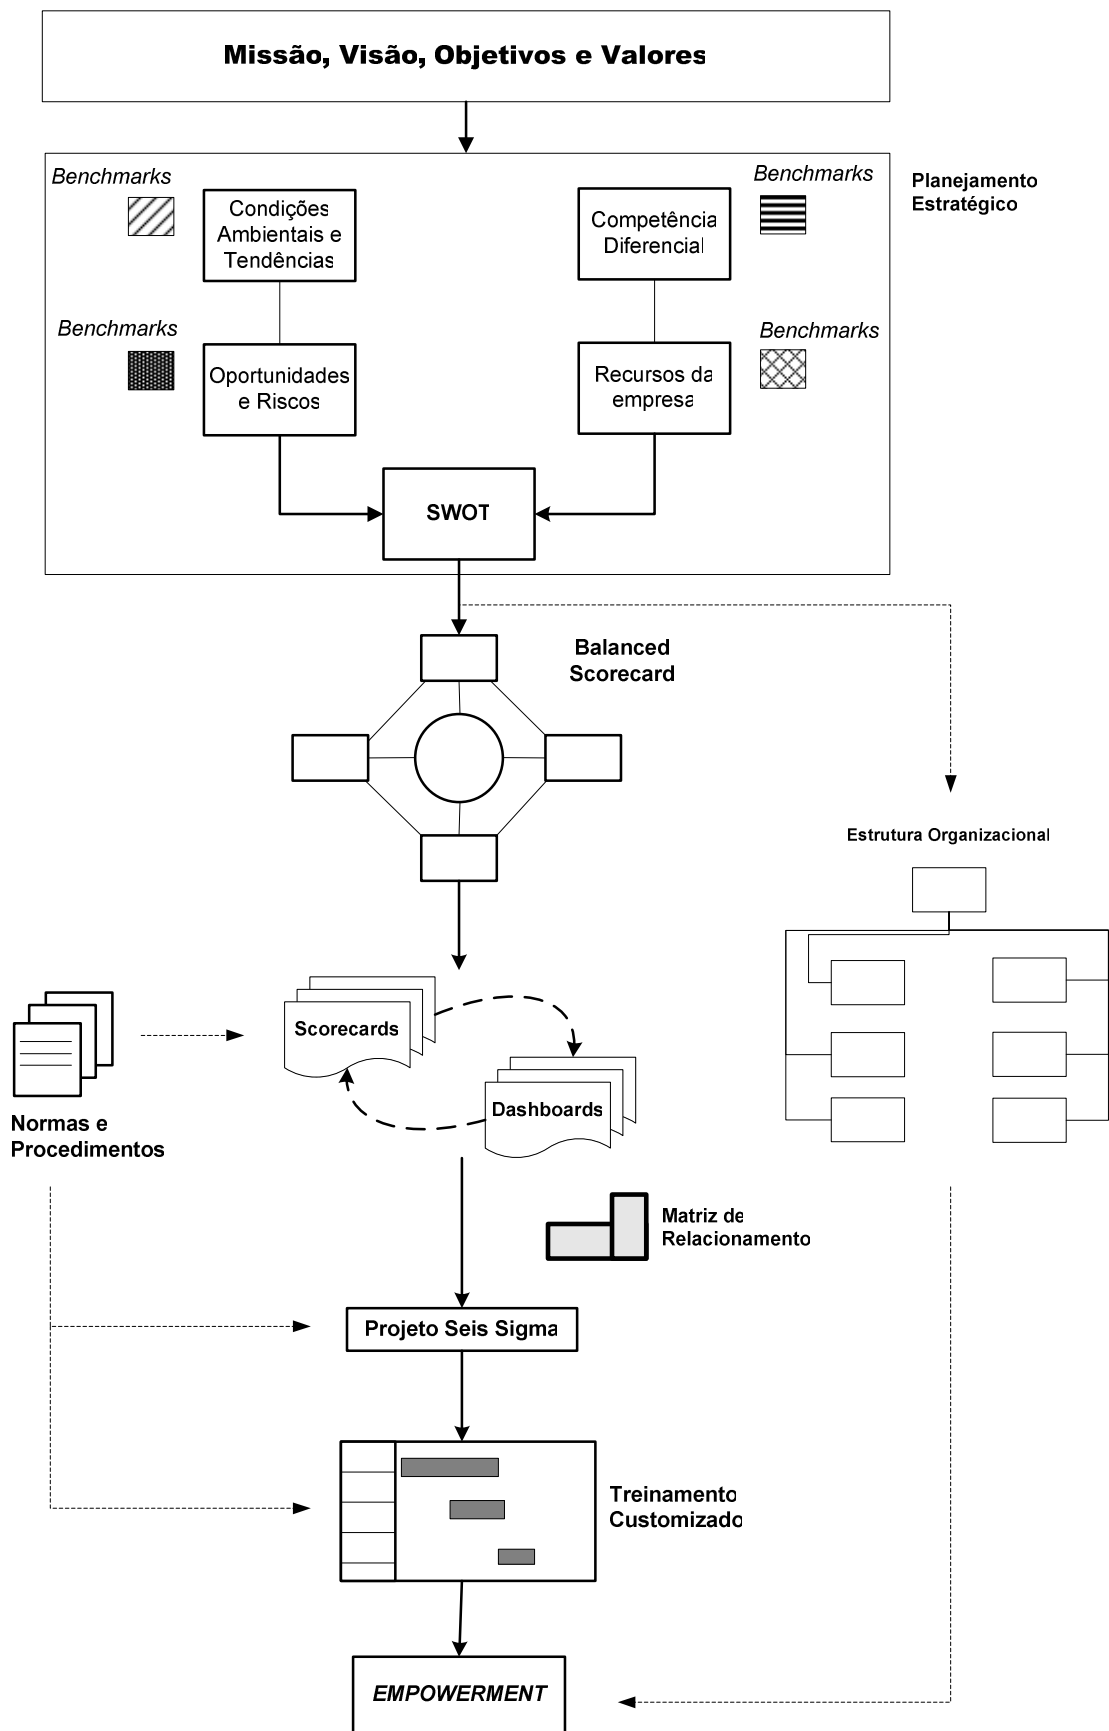 Missão, Visão, Objetivos e Valores
Benchmarks
Condições
Ambientais e
Tendências
Competência
Diferencial
Benchmarks
Planejamento
Estratégico
Benchmarks
Oportunidades
e Riscos
Recursos da
empresa
Benchmarks
SWOT
Balanced
Scorecard
Estrutura Organizacional
Scorecards
Dashboards
Normas e
Procedimentos
Matriz de
Relacionamento
Projeto Seis Sigma
Treinamento
Customizado
EMPOWERMENT